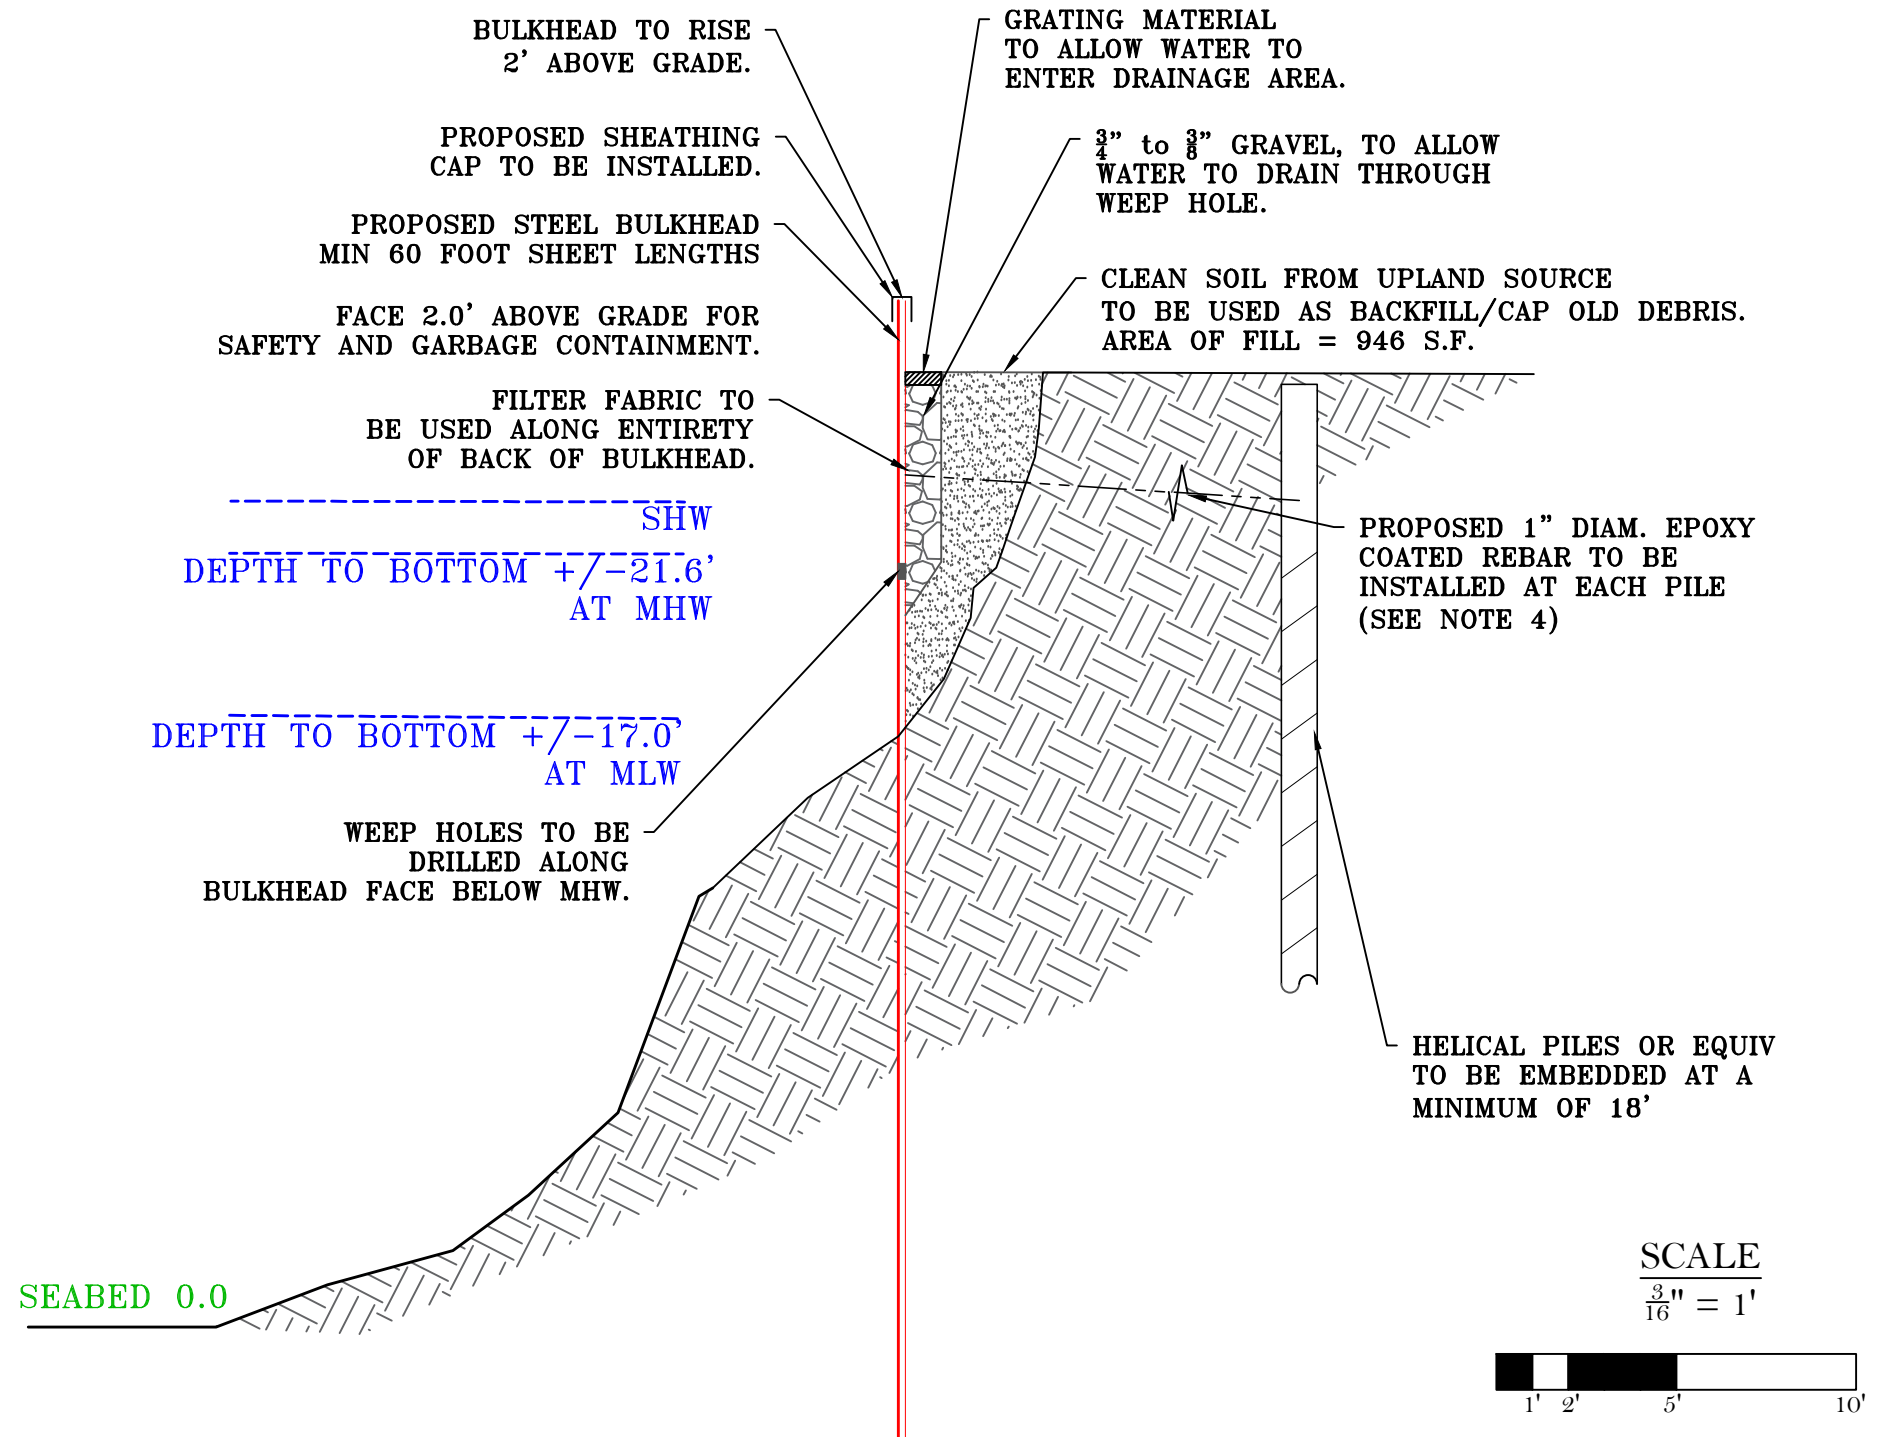 BULKHEAD TO RISE
2' ABOVE GRADE.
GRATING MATERIAL
TO ALLOW WATER TO
ENTER DRAINAGE AREA.
PROPOSED SHEATHING
CAP TO BE INSTALLED.
3/4" to 3/8" GRAVEL, TO ALLOW
WATER TO DRAIN THROUGH
WEEP HOLE.
PROPOSED STEEL BULKHEAD
MIN 60 FOOT SHEET LENGTHS
CLEAN SOIL FROM UPLAND SOURCE
TO BE USED AS BACKFILL/CAP OLD DEBRIS.
AREA OF FILL = 946 S.F.
FACE 2.0' ABOVE GRADE FOR
SAFETY AND GARBAGE CONTAINMENT.
FILTER FABRIC TO
BE USED ALONG ENTIRETY
OF BACK OF BULKHEAD.
SHW
DEPTH TO BOTTOM +/-21.6'
AT MHW
PROPOSED 1" DIAM. EPOXY
COATED REBAR TO BE
INSTALLED AT EACH PILE
(SEE NOTE 4)
DEPTH TO BOTTOM +/-17.0'
AT MLW
WEEP HOLES TO BE
DRILLED ALONG
BULKHEAD FACE BELOW MHW.
HELICAL PILES OR EQUIV
TO BE EMBEDDED AT A
MINIMUM OF 18'
SEABED 0.0
SCALE
3/16" = 1'
1' 2' 5' 10'